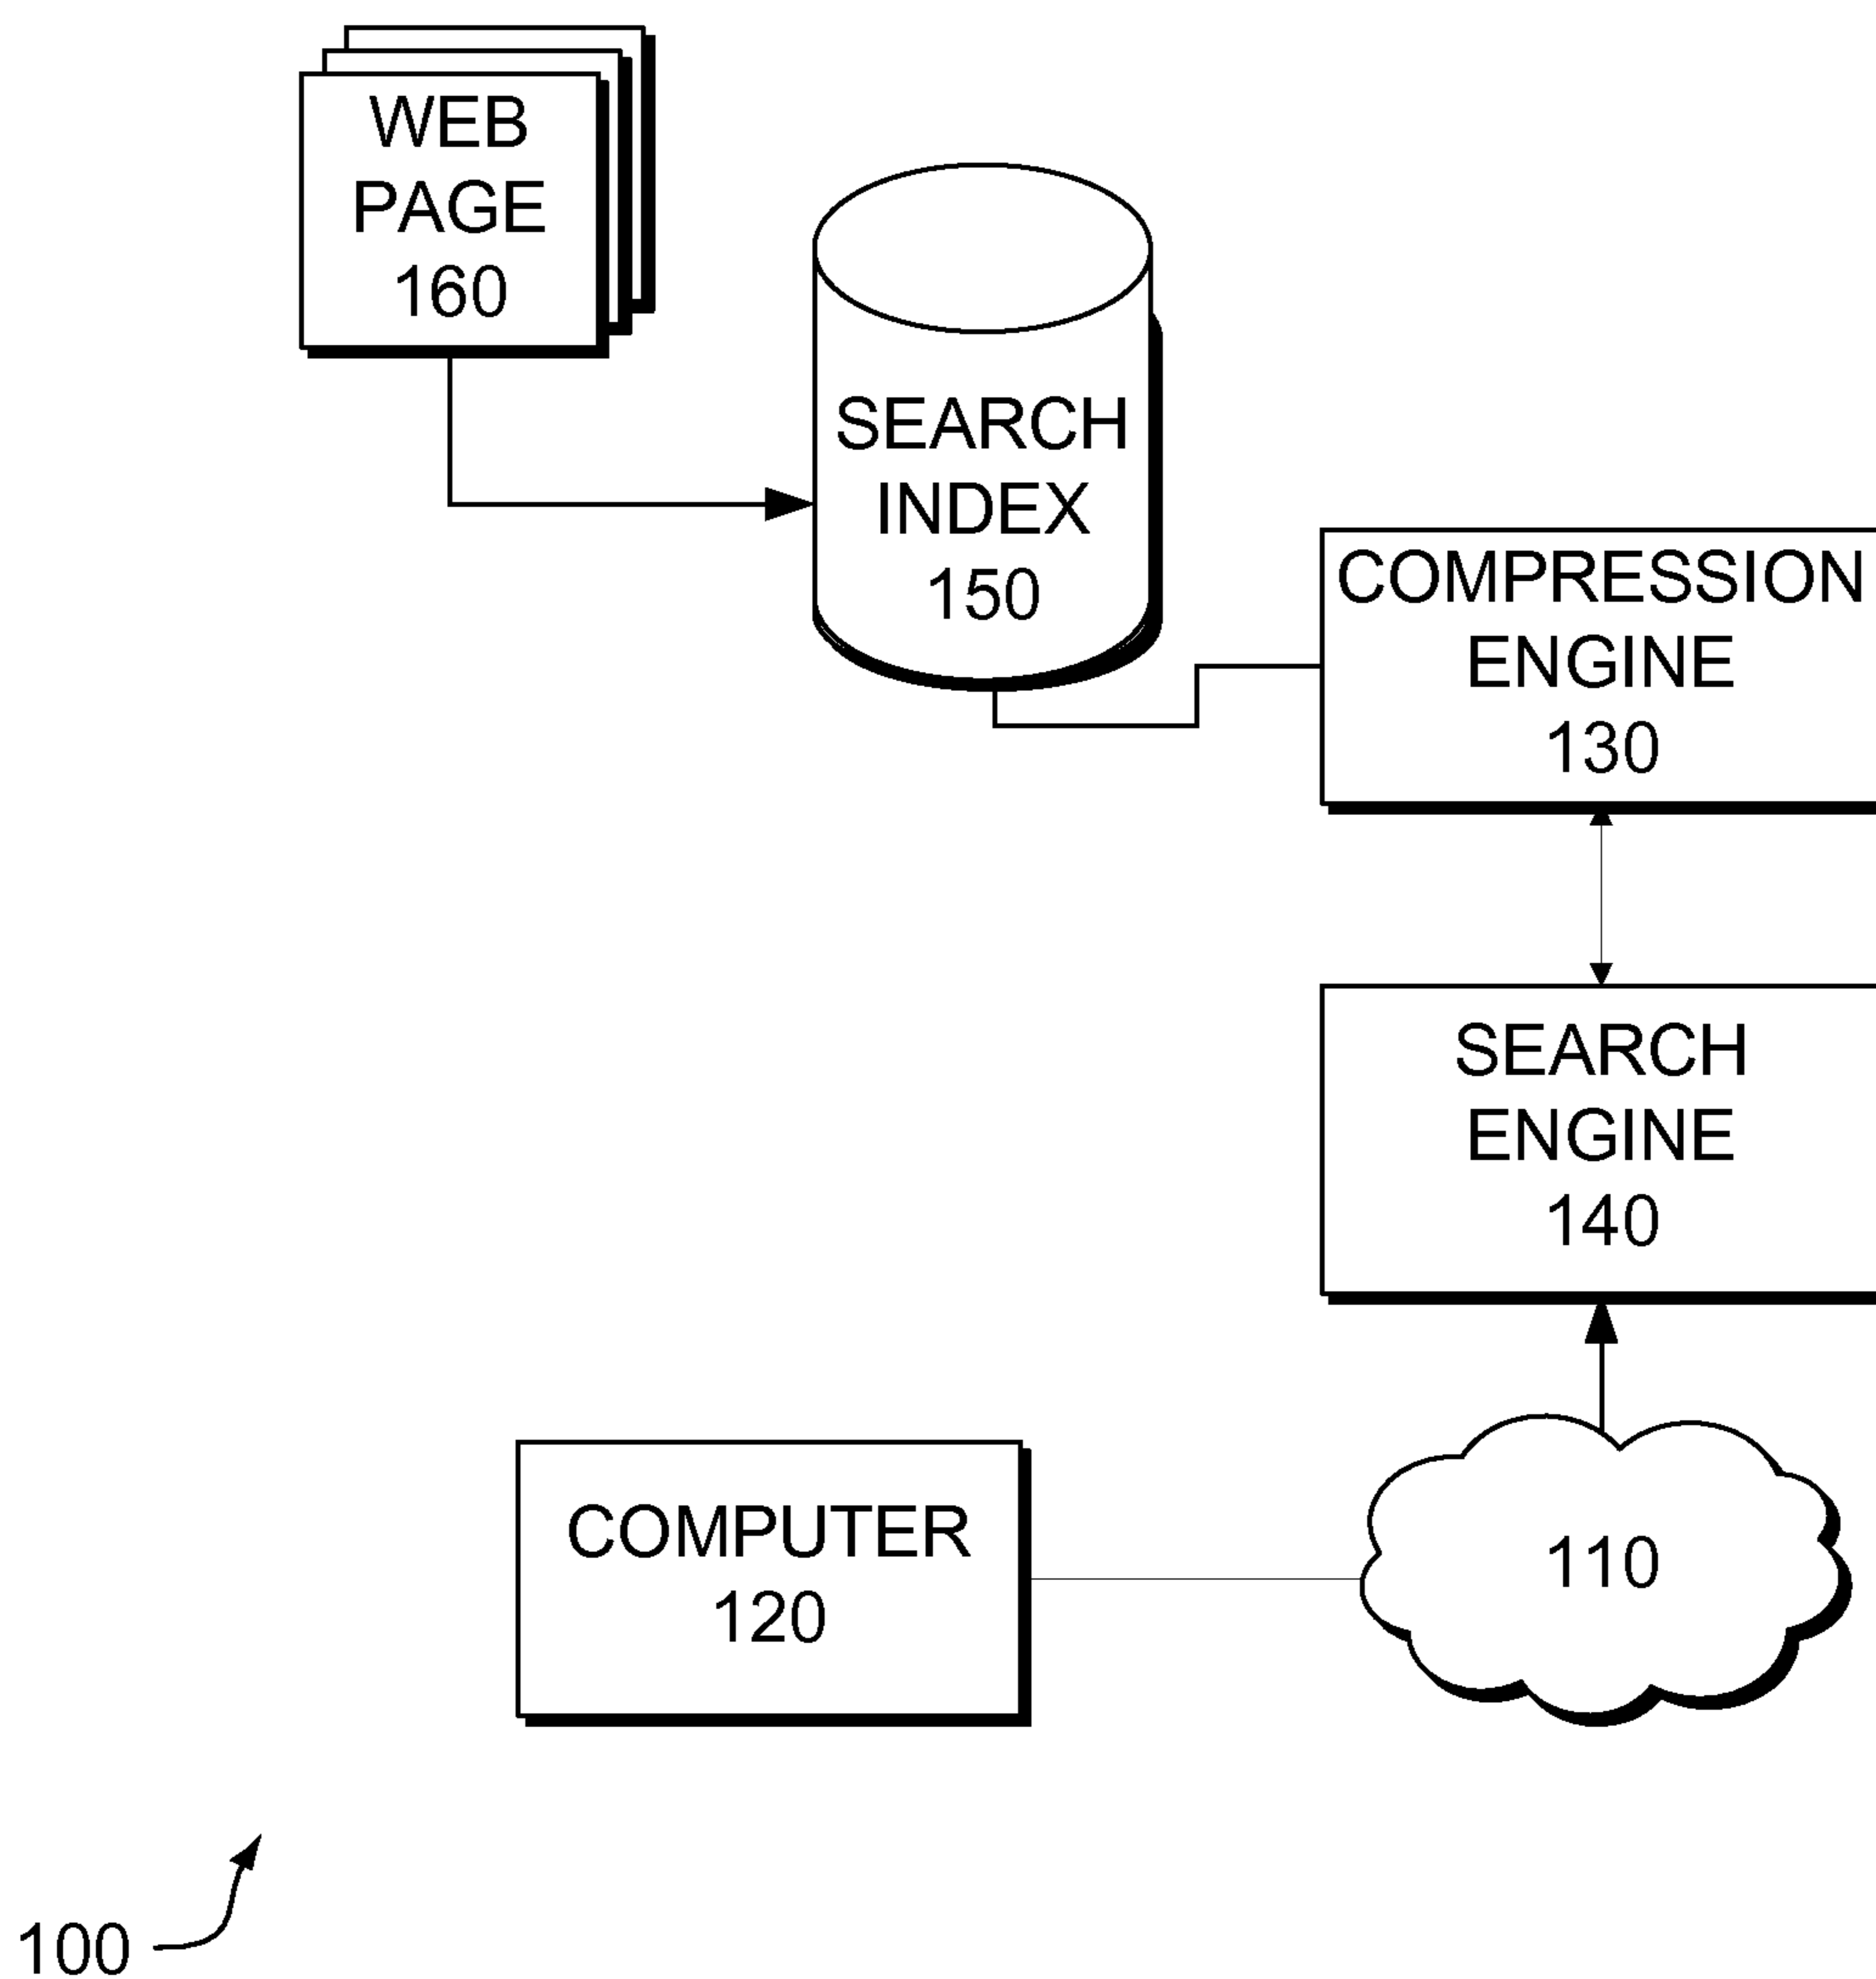 WEB
PAGE
160
SEARCH
INDEX
150
COMPRESSION
ENGINE
130
SEARCH
ENGINE
140
COMPUTER
120
110
100